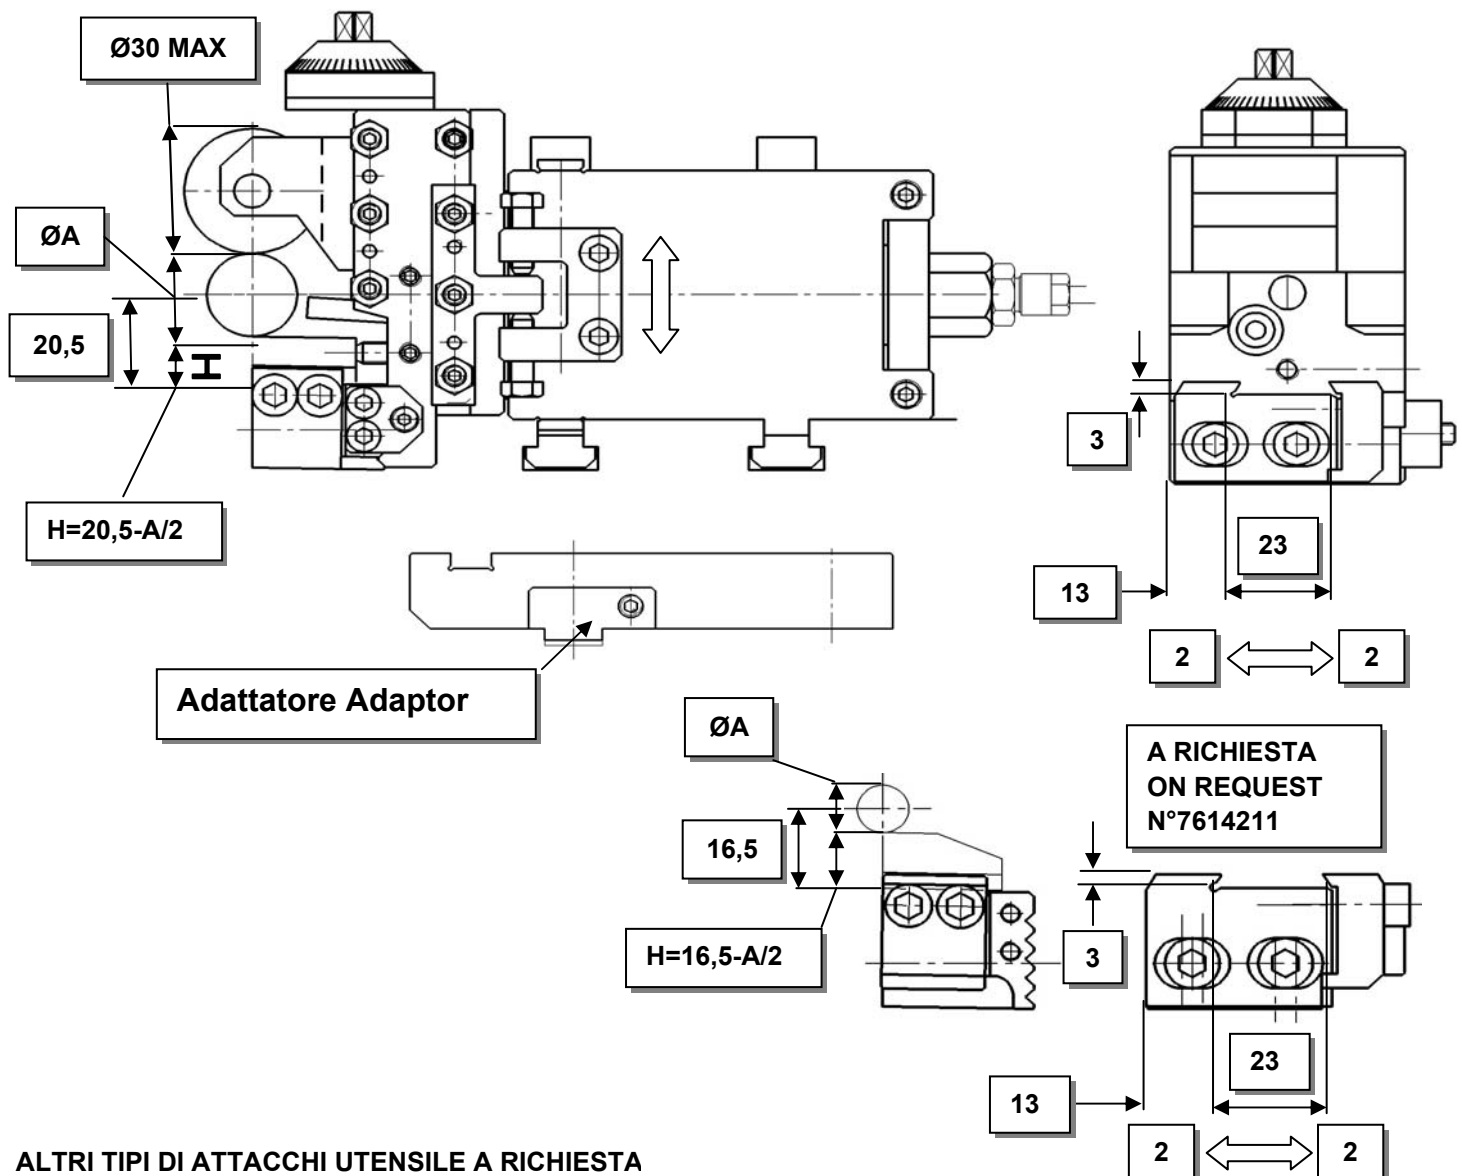 Ø30 MAX
ØA
20,5
H
H=20,5-A/2
3
23
13
2
2
Adattatore Adaptor
ØA
A RICHIESTA
ON REQUEST
N°7614211
16,5
H=16,5-A/2
3
23
13
2
2
ALTRI TIPI DI ATTACCHI UTENSILE A RICHIESTA